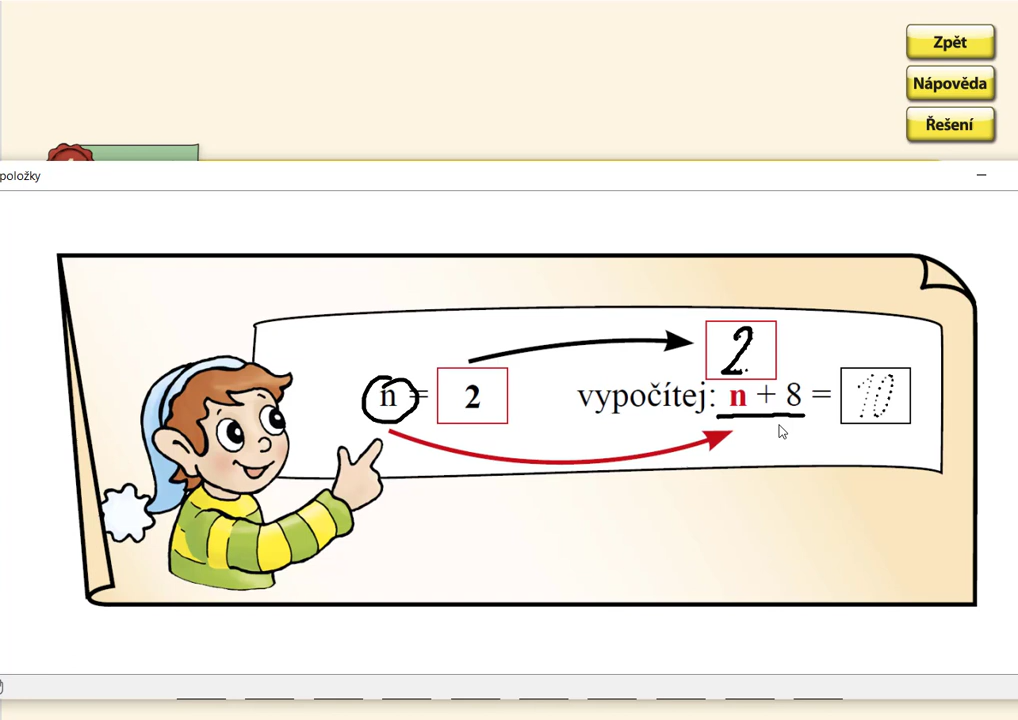 Zpět
Nápověda
Řešení
položky
2
n = 2 vypočítej: n + 8 = 10